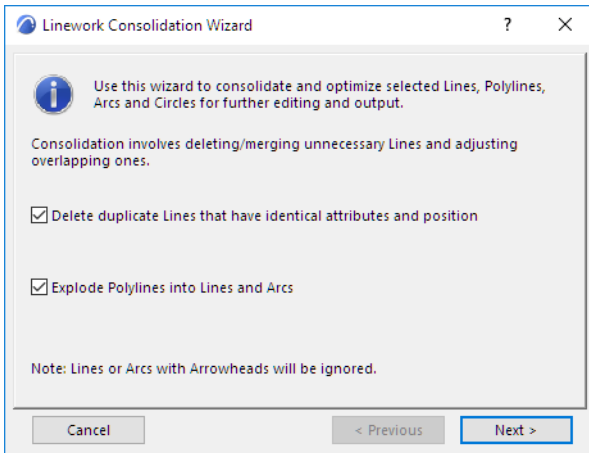 Linework Consolidation Wizard ?
Use this wizard to consolidate and optimize selected Lines, Polylines,
Arcs and Circles for further editing and output.
Consolidation involves deleting/merging unnecessary Lines and adjusting
overlapping ones.
Delete duplicate Lines that have identical attributes and position
Explode Polylines into Lines and Arcs
Note: Lines or Arcs with Arrowheads will be ignored.
Cancel < Previous Next >